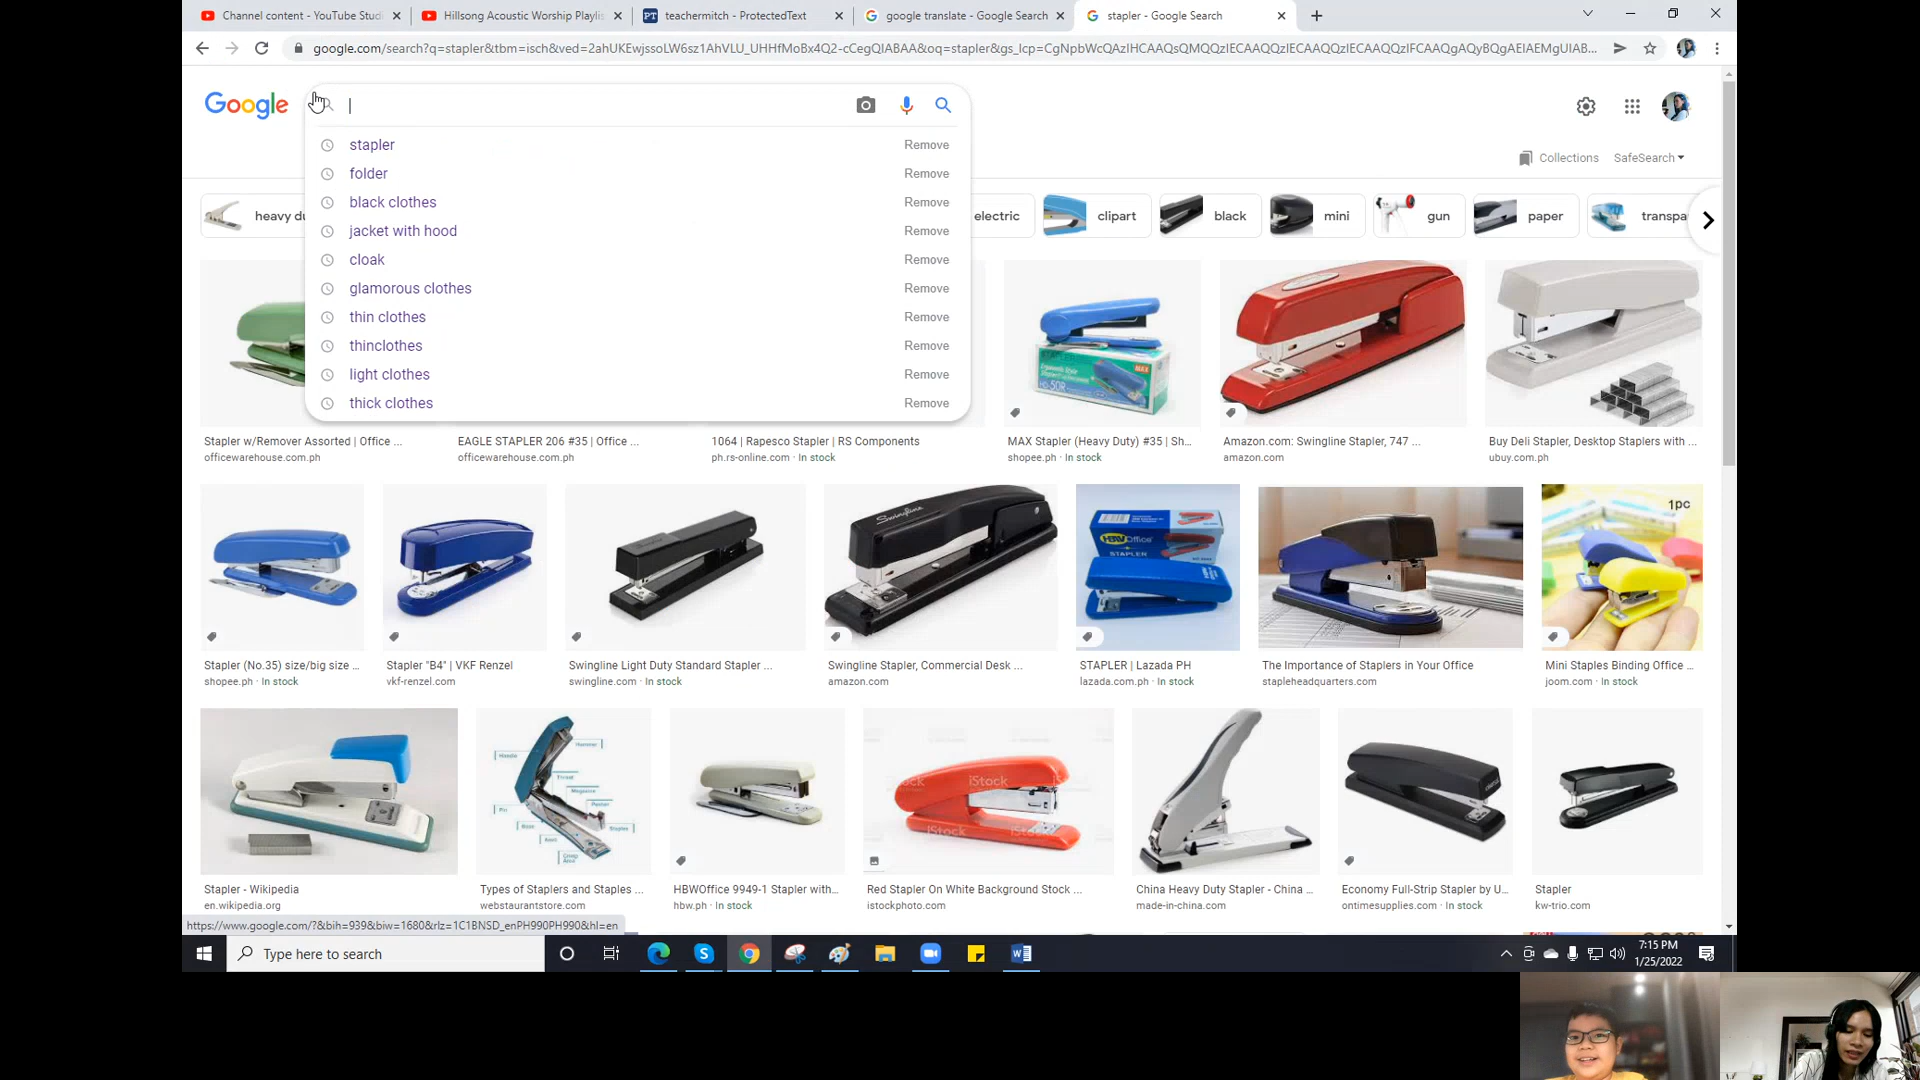 Channel content - YouTube Studi
Hillsong Acoustic Worship Playlis
teachermitch - ProtectedText
google translate - Google Search
stapler - Google Search
google.com/search?q=stapler&tbm=isch&ved=2ahUKEwjssoLW6sz1AhVLU_UHHfMoBx4Q2-cCegQIABAA&oq=stapler&gs_lcp=CgNpbWcQAzIHCAAQsQMQQzIECAAQQzIECAAQQzIECAAQQzIFCAAQgAQyBQgAEIAEMgUIAB...
Google
stapler Remove
folder Remove
black clothes Remove
jacket with hood Remove
cloak Remove
glamorous clothes Remove
thin clothes Remove
thinclothes Remove
light clothes Remove
thick clothes Remove
Collections SafeSearch
heavy du
electric
clipart
black
mini
gun
paper
transpa
Stapler w/Remover Assorted | Office ...
officewarehouse.com.ph
EAGLE STAPLER 206 #35 | Office ...
officewarehouse.com.ph
1064 | Rapesco Stapler | RS Components
ph.rs-online.com · In stock
MAX Stapler (Heavy Duty) #35 | Sh...
shopee.ph · In stock
Amazon.com: Swingline Stapler, 747 ...
amazon.com
Buy Deli Stapler, Desktop Staplers with ...
ubuy.com.ph
Swingline
HBWOffice
STAPLER
1pc
Stapler (No.35) size/big size ...
shopee.ph · In stock
Stapler "B4" | VKF Renzel
vkf-renzel.com
Swingline Light Duty Standard Stapler ...
swingline.com · In stock
Swingline Stapler, Commercial Desk ...
amazon.com
STAPLER | Lazada PH
lazada.com.ph · In stock
The Importance of Staplers in Your Office
stapleheadquarters.com
Mini Staples Binding Office ...
joom.com · In stock
iStock
iStock
Stapler - Wikipedia
en.wikipedia.org
Types of Staplers and Staples ...
webstaurantstore.com
HBWOffice 9949-1 Stapler with...
hbw.ph · In stock
Red Stapler On White Background Stock ...
istockphoto.com
China Heavy Duty Stapler - China ...
made-in-china.com
Economy Full-Strip Stapler by U...
ontimesupplies.com · In stock
Stapler
kw-trio.com
https://www.google.com/?&bih=939&biw=1680&rlz=1C1BNSD_enPH990PH990&hl=en
Type here to search
7:15 PM
1/25/2022